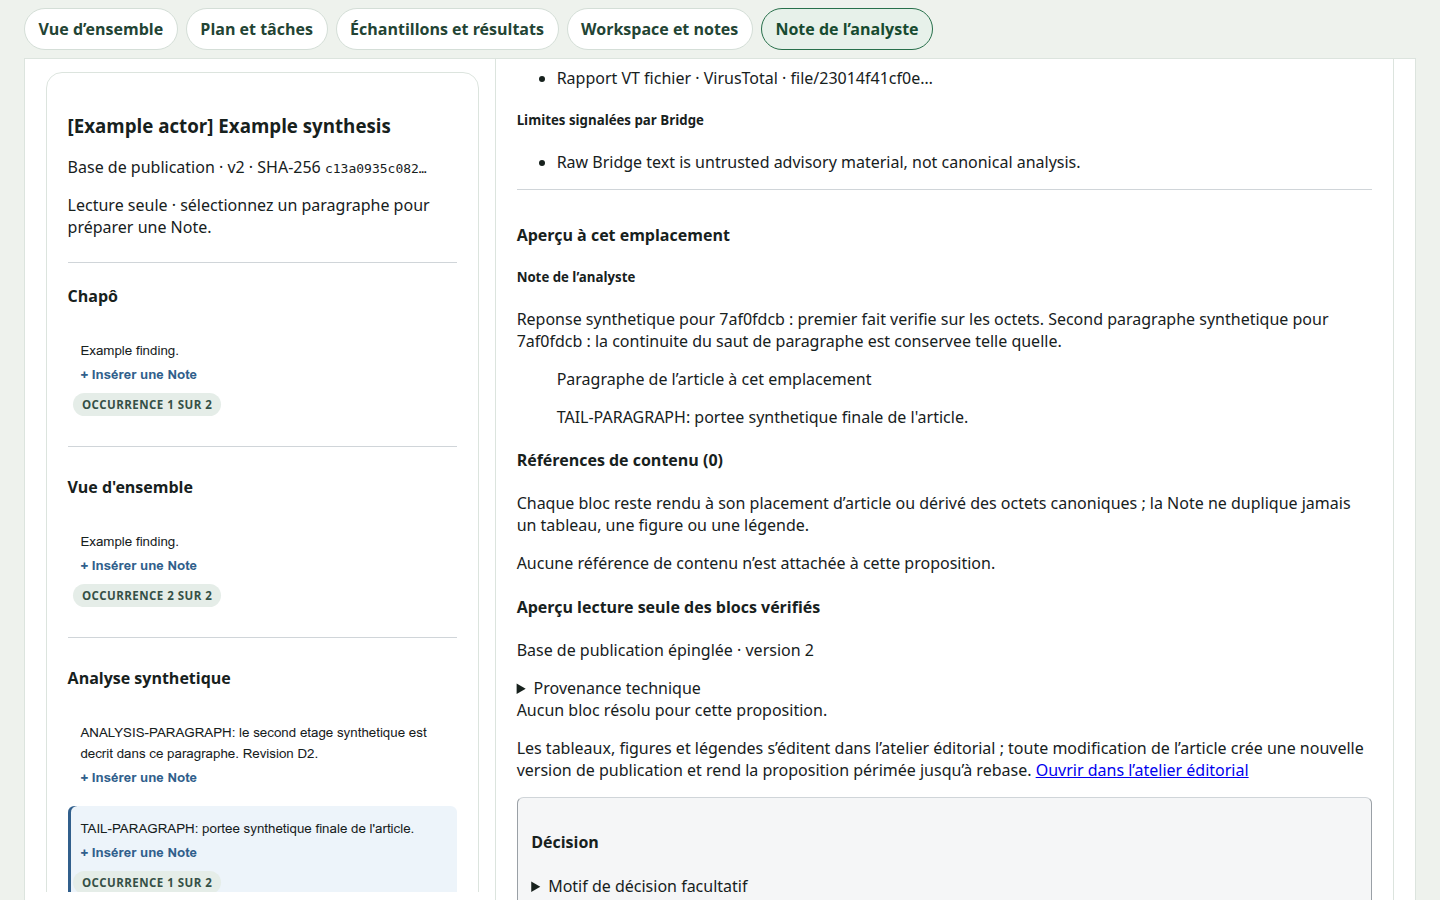 Vue d’ensemble
Plan et tâches
Échantillons et résultats
Workspace et notes
Note de l’analyste
[Example actor] Example synthesis
Base de publication · v2 · SHA-256 c13a0935c082…
Lecture seule · sélectionnez un paragraphe pour
préparer une Note.
Chapô
Example finding.
+ Insérer une Note
OCCURRENCE 1 SUR 2
Vue d'ensemble
Example finding.
+ Insérer une Note
OCCURRENCE 2 SUR 2
Analyse synthetique
ANALYSIS-PARAGRAPH: le second etage synthetique est
decrit dans ce paragraphe. Revision D2.
+ Insérer une Note
TAIL-PARAGRAPH: portee synthetique finale de l'article.
+ Insérer une Note
OCCURRENCE 1 SUR 2
Rapport VT fichier · VirusTotal · file/23014f41cf0e…
Limites signalées par Bridge
Raw Bridge text is untrusted advisory material, not canonical analysis.
Aperçu à cet emplacement
Note de l’analyste
Reponse synthetique pour 7af0fdcb : premier fait verifie sur les octets. Second paragraphe synthetique pour
7af0fdcb : la continuite du saut de paragraphe est conservee telle quelle.
Paragraphe de l’article à cet emplacement
TAIL-PARAGRAPH: portee synthetique finale de l'article.
Références de contenu (0)
Chaque bloc reste rendu à son placement d’article ou dérivé des octets canoniques ; la Note ne duplique jamais
un tableau, une figure ou une légende.
Aucune référence de contenu n’est attachée à cette proposition.
Aperçu lecture seule des blocs vérifiés
Base de publication épinglée · version 2
Provenance technique
Aucun bloc résolu pour cette proposition.
Les tableaux, figures et légendes s’éditent dans l’atelier éditorial ; toute modification de l’article crée une nouvelle
version de publication et rend la proposition périmée jusqu’à rebase. Ouvrir dans l’atelier éditorial
Décision
Motif de décision facultatif